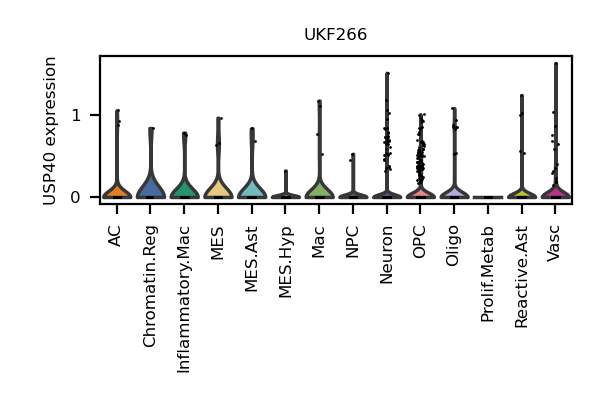 UKF266
USP40 expression
1
0
AC
Chromatin.Reg
Inflammatory.Mac
MES
MES.Ast
MES.Hyp
Mac
NPC
Neuron
OPC
Oligo
Prolif.Metab
Reactive.Ast
Vasc